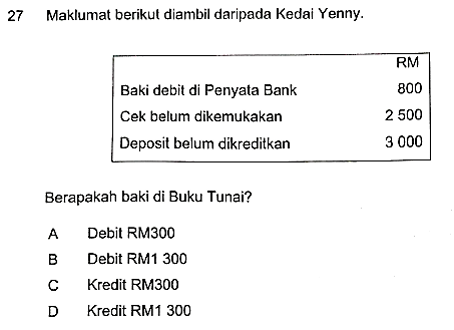 27 Maklumat berikut diambil daripada Kedai Yenny.
RM
Baki debit di Penyata Bank 800
Cek belum dikemukakan 2 500
Deposit belum dikreditkan 3 000
Berapakah baki di Buku Tunai?
A Debit RM300
B Debit RM1 300
C Kredit RM300
D Kredit RM1 300